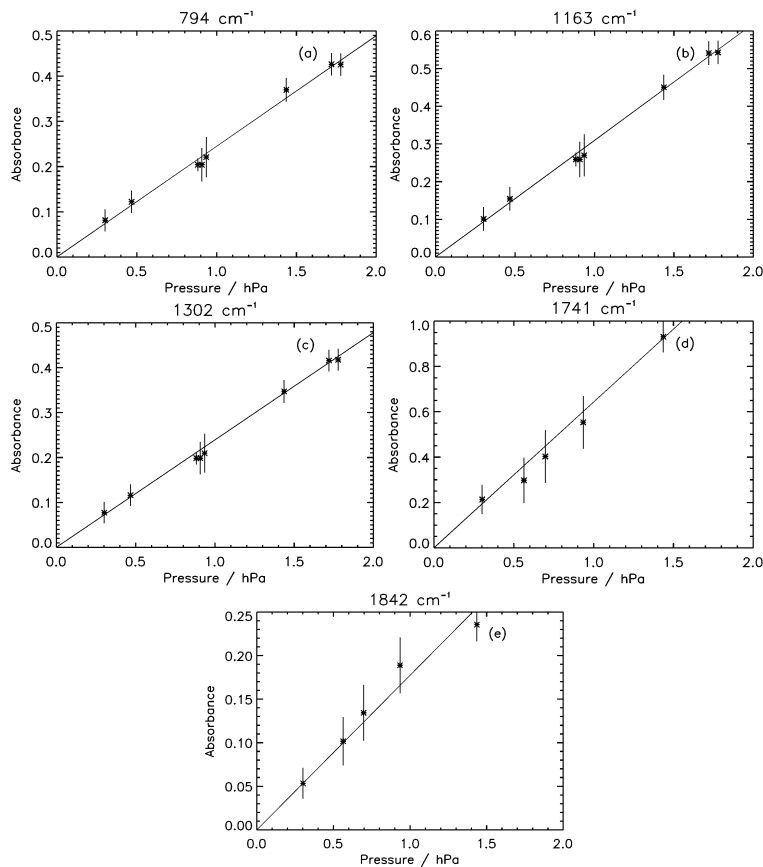 794 cm⁻¹
(a)
Absorbance
0.5
0.4
0.3
0.2
0.1
0.0
0.0 0.5 1.0 1.5 2.0
Pressure / hPa
1163 cm⁻¹
(b)
Absorbance
0.6
0.5
0.4
0.3
0.2
0.1
0.0
0.0 0.5 1.0 1.5 2.0
Pressure / hPa
1302 cm⁻¹
(c)
Absorbance
0.5
0.4
0.3
0.2
0.1
0.0
0.0 0.5 1.0 1.5 2.0
Pressure / hPa
1741 cm⁻¹
(d)
Absorbance
1.0
0.8
0.6
0.4
0.2
0.0
0.0 0.5 1.0 1.5 2.0
Pressure / hPa
1842 cm⁻¹
(e)
Absorbance
0.25
0.20
0.15
0.10
0.05
0.00
0.0 0.5 1.0 1.5 2.0
Pressure / hPa